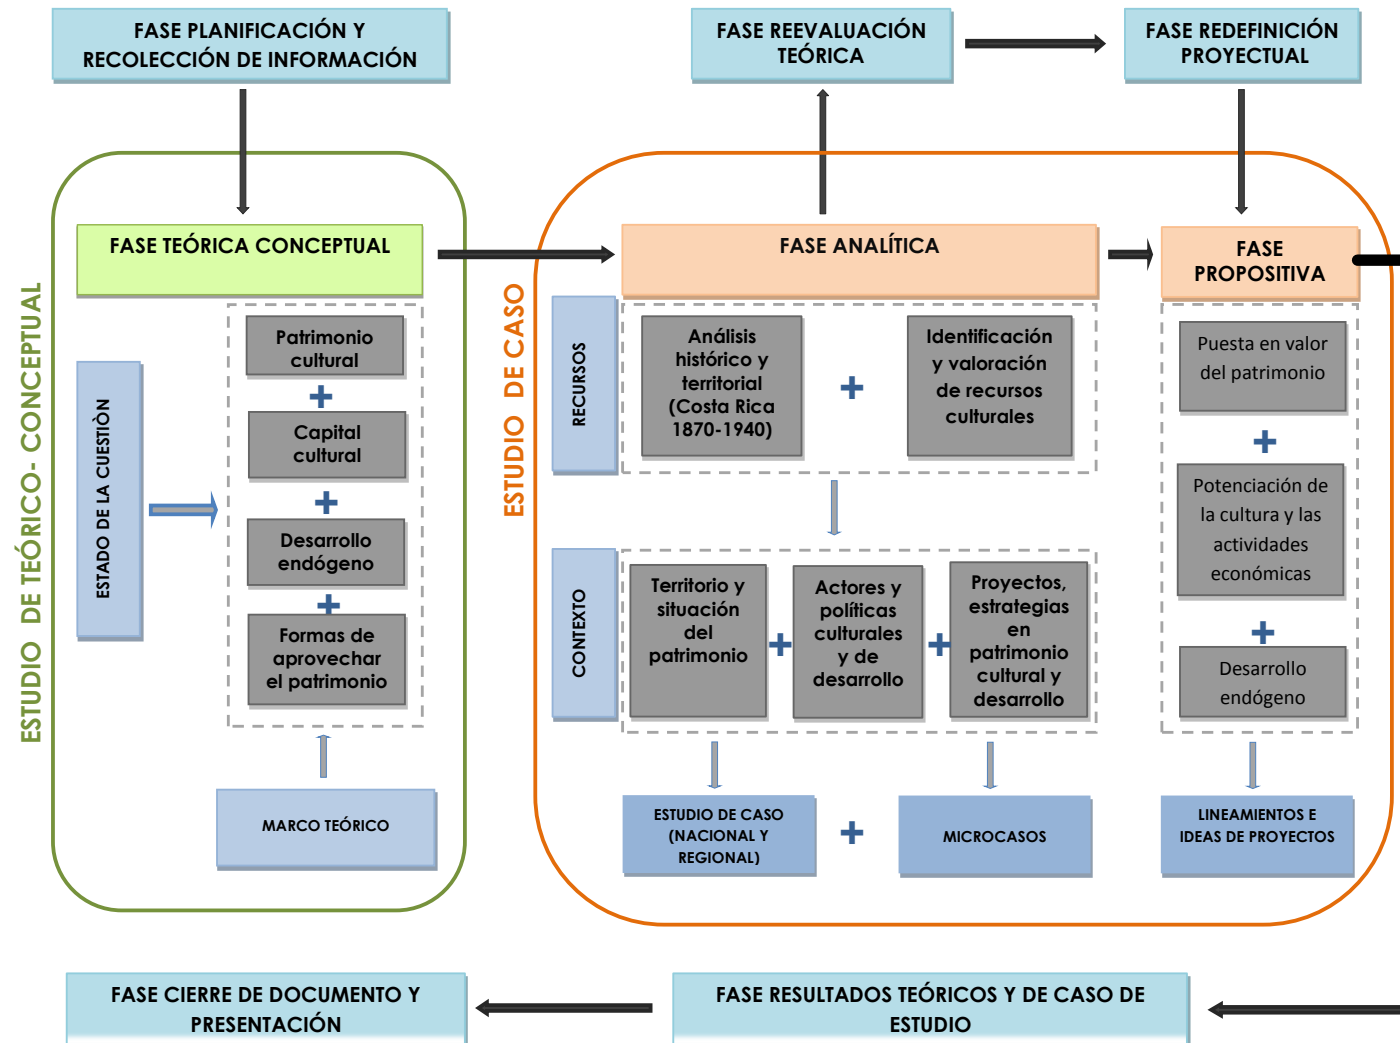 FASE PLANIFICACIÓN Y
RECOLECCIÓN DE INFORMACIÓN
FASE REEVALUACIÓN
TEÓRICA
FASE REDEFINICIÓN
PROYECTUAL
ESTUDIO DE TEÓRICO- CONCEPTUAL
FASE TEÓRICA CONCEPTUAL
ESTADO DE LA CUESTIÒN
Patrimonio
cultural
+
Capital
cultural
+
Desarrollo
endógeno
+
Formas de
aprovechar
el patrimonio
MARCO TEÓRICO
ESTUDIO DE CASO
FASE ANALÍTICA
RECURSOS
Análisis
histórico y
territorial
(Costa Rica
1870-1940)
+
Identificación
y valoración
de recursos
culturales
CONTEXTO
Territorio y
situación
del
patrimonio
+
Actores y
políticas
culturales
y de
desarrollo
+
Proyectos,
estrategias
en
patrimonio
cultural y
desarrollo
ESTUDIO DE CASO
(NACIONAL Y
REGIONAL)
+
MICROCASOS
FASE
PROPOSITIVA
Puesta en valor
del patrimonio
+
Potenciación de
la cultura y las
actividades
económicas
+
Desarrollo
endógeno
LINEAMIENTOS E
IDEAS DE PROYECTOS
FASE CIERRE DE DOCUMENTO Y
PRESENTACIÓN
FASE RESULTADOS TEÓRICOS Y DE CASO DE
ESTUDIO